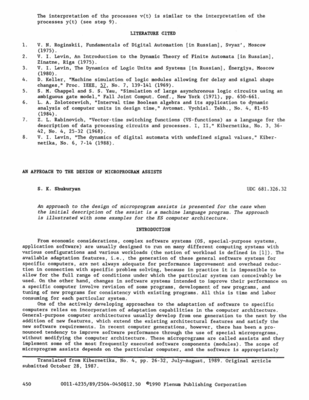 The interpretation of the processes v(t) is similar to the interpretation of the
processes y(t) (see step 9).
LITERATURE CITED
1. V. M. Roginskii, Fundamentals of Digital Automation [in Russian], Svyaz', Moscow
(1975).
2. V. I. Levin, An Introduction to the Dynamic Theory of Finite Automata [in Russian],
Zinatne, Riga (1975).
3. V. I. Levin, The Dynamics of Logic Units and Systems [in Russian], Énergiya, Moscow
(1980).
4. D. Keller, "Machine simulation of logic modules allowing for delay and signal shape
changes," Proc. IEEE, 57, No. 7, 139-141 (1969).
5. S. M. Chappel and S. S. Yau, "Simulation of large asynchronous logic circuits using an
ambiguous gate model," Fall Joint Comput. Conf., New York (1971), pp. 650-661.
6. L. A. Zolotorevich, "Interval time Boolean algebra and its application to dynamic
analysis of computer units in design time," Avtomat. Vychisl. Tekh., No. 4, 81-85
(1984).
7. Z. L. Rabinovich, "Vector-time switching functions (VS-functions) as a language for the
description of data processing circuits and processes. I, II," Kibernetika, No. 3, 36-
43, No. 4, 25-32 (1968).
8. V. I. Levin, "The dynamics of digital automata with undefined signal values," Kiber-
netika, No. 6, 7-14 (1988).
AN APPROACH TO THE DESIGN OF MICROPROGRAM ASSISTS
S. K. Shukuryan
UDC 681.326.32
An approach to the design of microprogram assists is presented for the case when
the initial description of the assist is a machine language program. The approach
is illustrated with some examples for the ES computer architecture.
INTRODUCTION
From economic considerations, complex software systems (OS, special-purpose systems,
application software) are usually designed to run on many different computing systems with
various configurations and various workloads (the notion of workload is defined in [1]). The
available adaptation features, i.e., the generation of these general software systems for
specific computers, are not always adequate for performance improvement and overhead reduc-
tion in connection with specific problem solving, because in practice it is impossible to
allow for the full range of conditions under which the particular system can conceivably be
used. On the other hand, changes in software systems intended to improve their performance on
a specific computer involve revision of some programs, development of new programs, and
tuning of new programs for consistency with existing programs. All this is time and labor
consuming for each particular system.
One of the actively developing approaches to the adaptation of software to specific
computers relies on incorporation of adaptation capabilities in the computer architecture.
General-purpose computer architectures usually develop from one generation to the next by the
addition of new features, which extend the existing architectural features and satisfy the
new software requirements. In recent computer generations, however, there has been a pro-
nounced tendency to improve software performance through the use of special microprograms,
without modifying the computer architecture. These microprograms are called assists and they
implement some of the most frequently executed software components (modules). The scope of
microprogram assists depends on the particular computer, and the software is appropriately
Translated from Kibernetika, No. 4, pp. 26-32, July-August, 1989. Original article
submitted October 28, 1987.
450 0011-4235/89/2504-0450$12.50 ©1990 Plenum Publishing Corporation